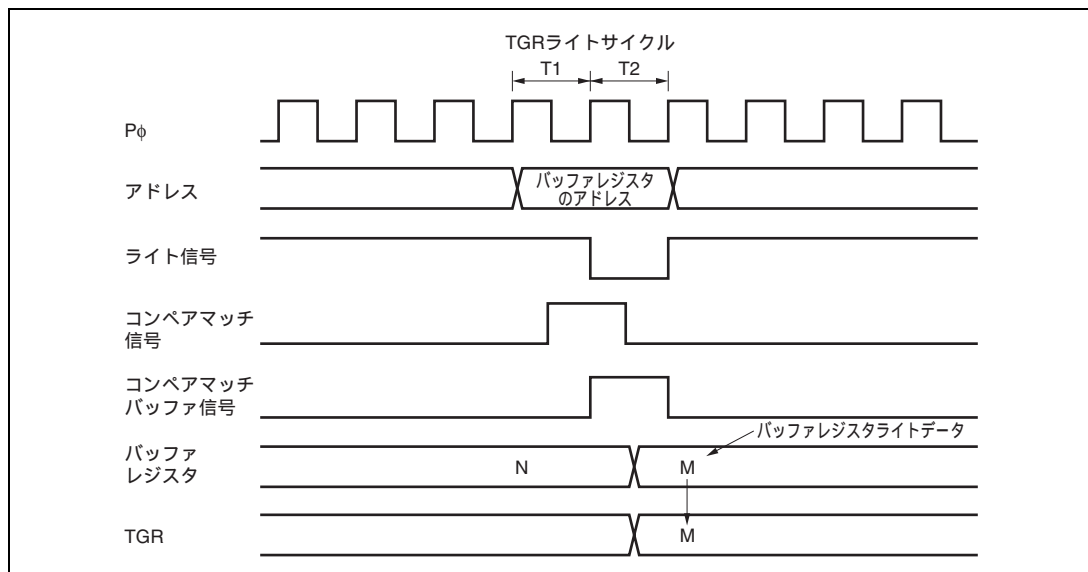 TGRライトサイクル
T1
T2
Pφ
アドレス
バッファレジスタ
のアドレス
ライト信号
コンペアマッチ
信号
コンペアマッチ
バッファ信号
バッファレジスタライトデータ
バッファ
レジスタ
N
M
TGR
M